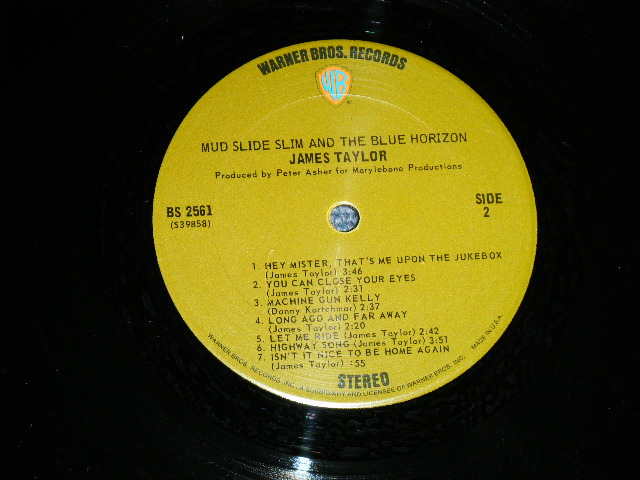 WARNER BROS. RECORDS
WB
®
MUD SLIDE SLIM AND THE BLUE HORIZON
JAMES TAYLOR
Produced by Peter Asher for Marylebone Productions
BS 2561
(S39858)
SIDE
2
1. HEY MISTER, THAT'S ME UPON THE JUKEBOX
(James Taylor) 3:46
2. YOU CAN CLOSE YOUR EYES
(James Taylor) 2:31
3. MACHINE GUN KELLY
(Danny Kortchmar) 2:37
4. LONG AGO AND FAR AWAY
(James Taylor) 2:20
5. LET ME RIDE (James Taylor) 2:42
6. HIGHWAY SONG (James Taylor) 3:51
7. ISN'T IT NICE TO BE HOME AGAIN
(James Taylor) :55
STEREO
WARNER BROS. RECORDS, INC., A SUBSIDIARY AND LICENSEE OF WARNER BROS. INC.
MADE IN U.S.A.